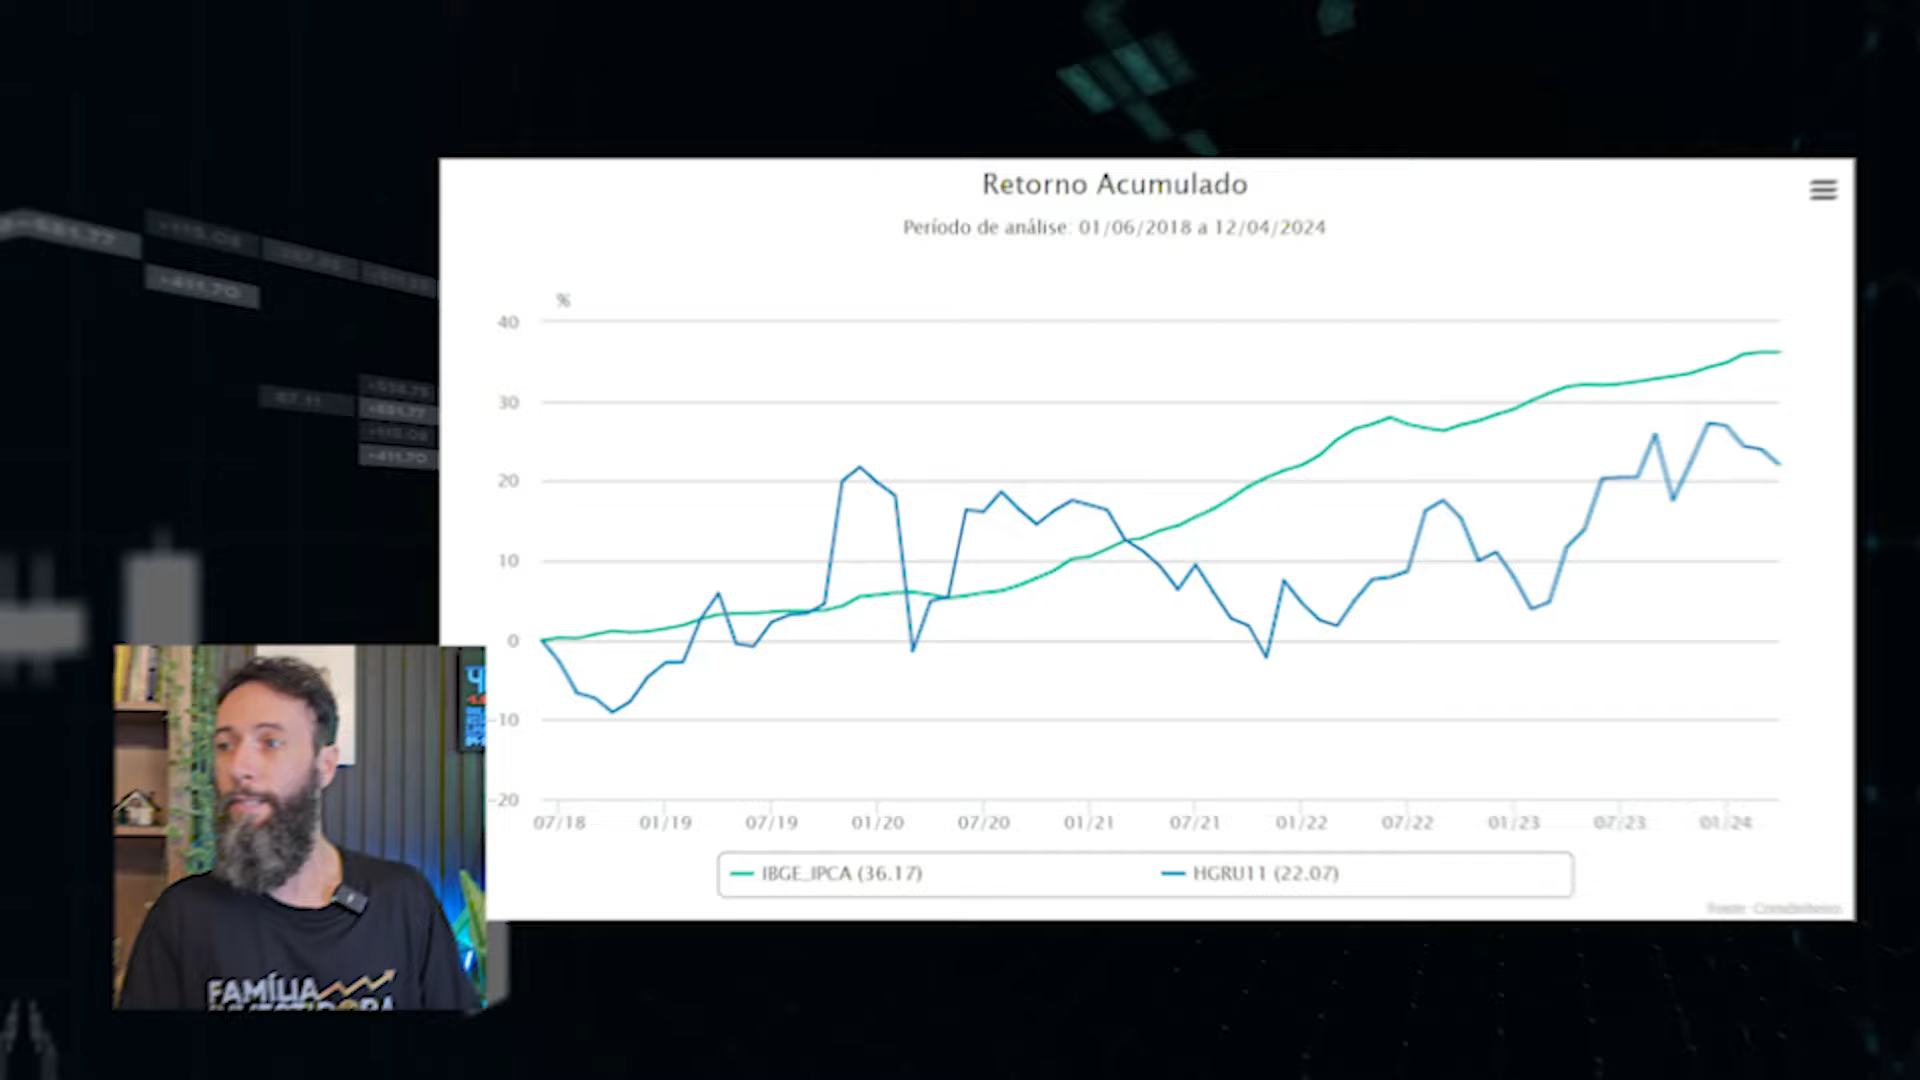 Retorno Acumulado
Período de análise: 01/06/2018 a 12/04/2024
%
40
30
20
10
0
-10
-20
07/18 01/19 07/19 01/20 07/20 01/21 07/21 01/22 07/22 01/23 07/23 01/24
IBGE_IPCA (36.17) HGRU11 (22.07)
FAMÍLIA